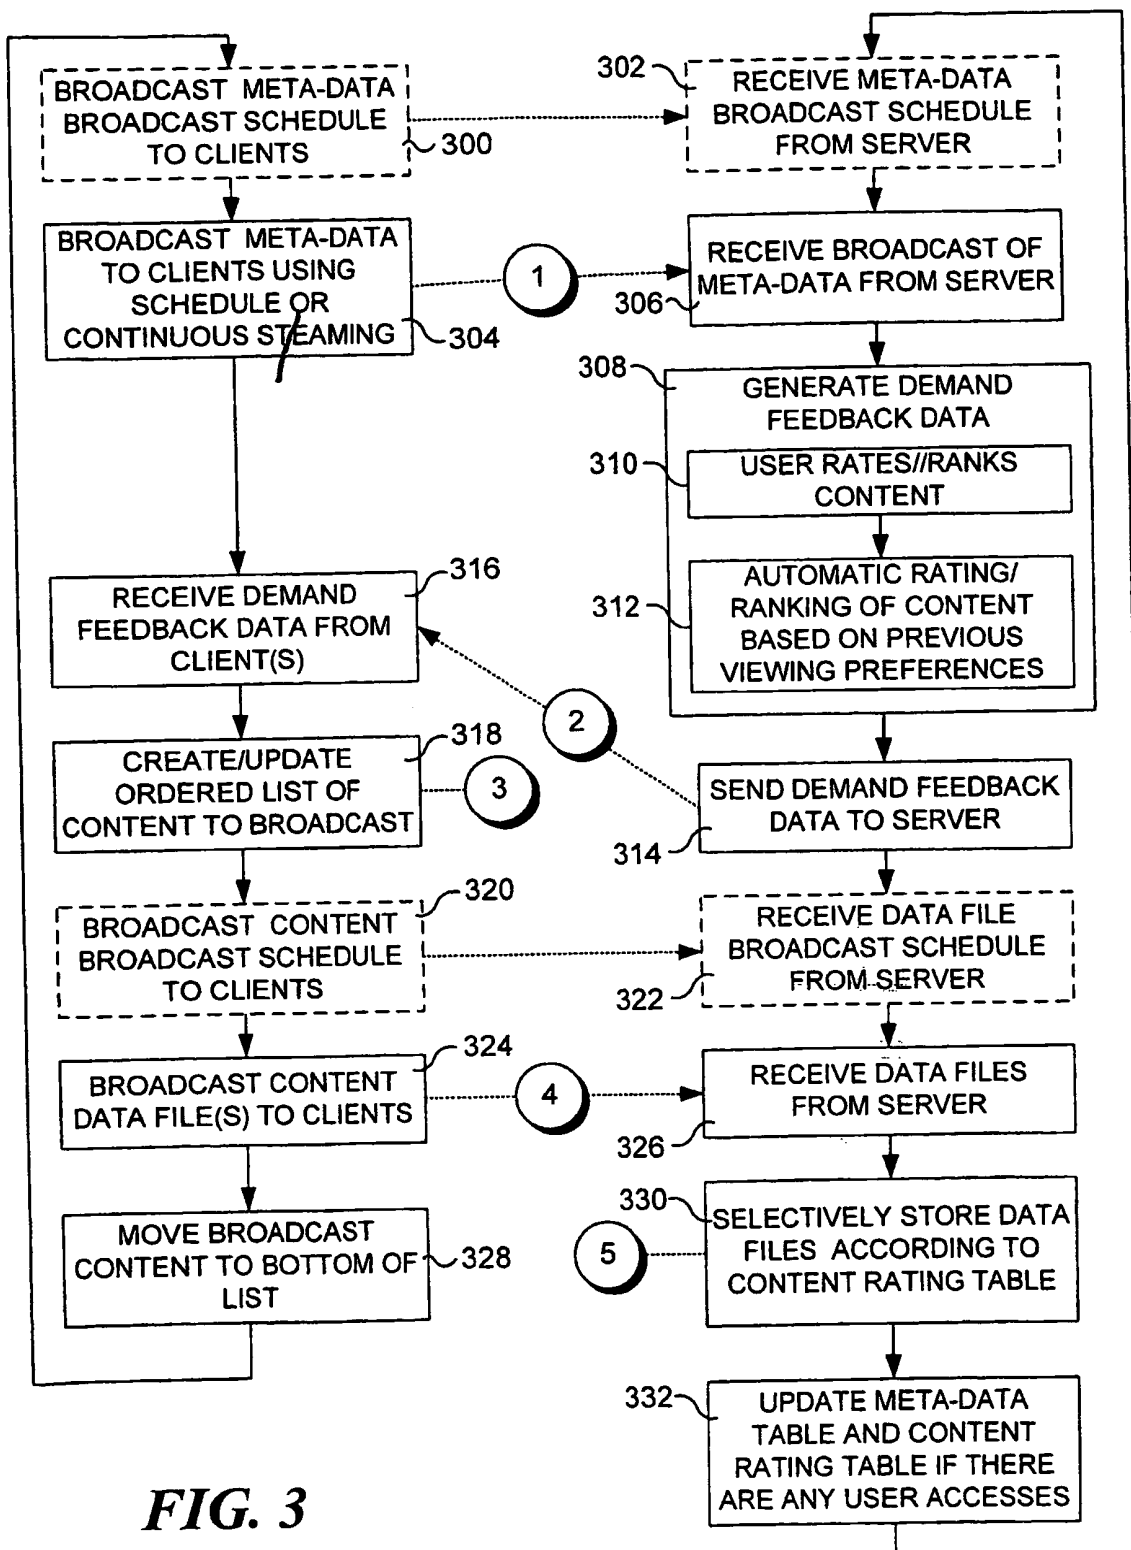 BROADCAST META-DATA
BROADCAST SCHEDULE
TO CLIENTS
300
302
RECEIVE META-DATA
BROADCAST SCHEDULE
FROM SERVER
BROADCAST META-DATA
TO CLIENTS USING
SCHEDULE OR
CONTINUOUS STEAMING
304
1
RECEIVE BROADCAST OF
META-DATA FROM SERVER
306
308
GENERATE DEMAND
FEEDBACK DATA
310
USER RATES//RANKS
CONTENT
312
AUTOMATIC RATING/
RANKING OF CONTENT
BASED ON PREVIOUS
VIEWING PREFERENCES
316
RECEIVE DEMAND
FEEDBACK DATA FROM
CLIENT(S)
2
314
SEND DEMAND FEEDBACK
DATA TO SERVER
318
CREATE/UPDATE
ORDERED LIST OF
CONTENT TO BROADCAST
3
320
BROADCAST CONTENT
BROADCAST SCHEDULE
TO CLIENTS
RECEIVE DATA FILE
BROADCAST SCHEDULE
FROM SERVER
322
324
BROADCAST CONTENT
DATA FILE(S) TO CLIENTS
4
RECEIVE DATA FILES
FROM SERVER
326
MOVE BROADCAST
CONTENT TO BOTTOM OF
LIST
328
330
5
SELECTIVELY STORE DATA
FILES ACCORDING TO
CONTENT RATING TABLE
332
UPDATE META-DATA
TABLE AND CONTENT
RATING TABLE IF THERE
ARE ANY USER ACCESSES
FIG. 3